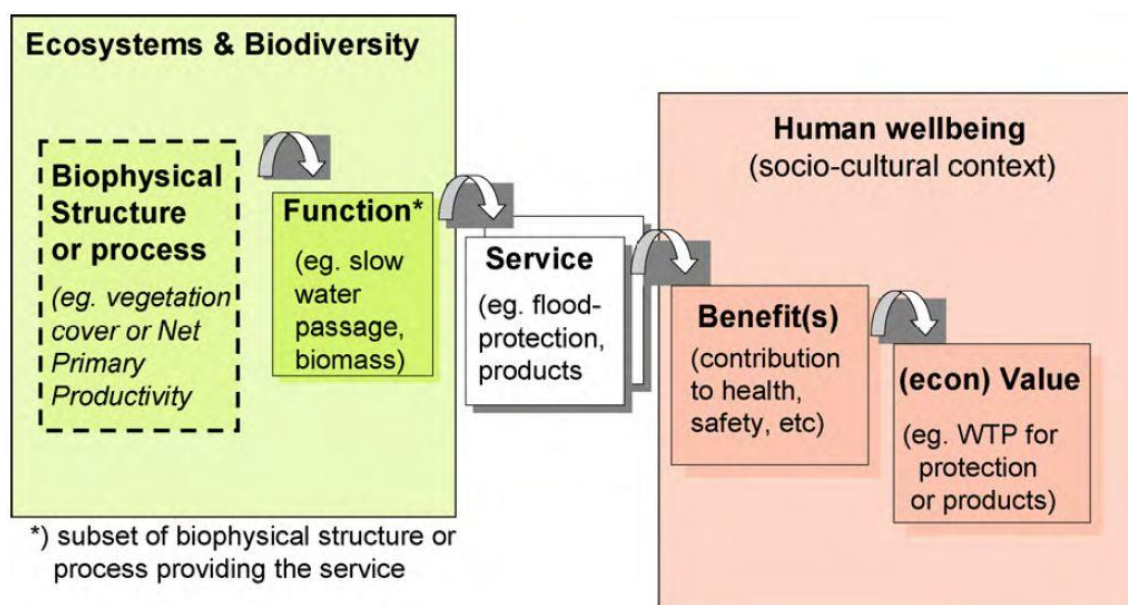 Ecosystems & Biodiversity
Biophysical
Structure
or process
(eg. vegetation
cover or Net
Primary
Productivity
Function*
(eg. slow
water
passage,
biomass)
Service
(eg. flood-
protection,
products
Human wellbeing
(socio-cultural context)
Benefit(s)
(contribution
to health,
safety, etc)
(econ) Value
(eg. WTP for
protection
or products)
*) subset of biophysical structure or
process providing the service